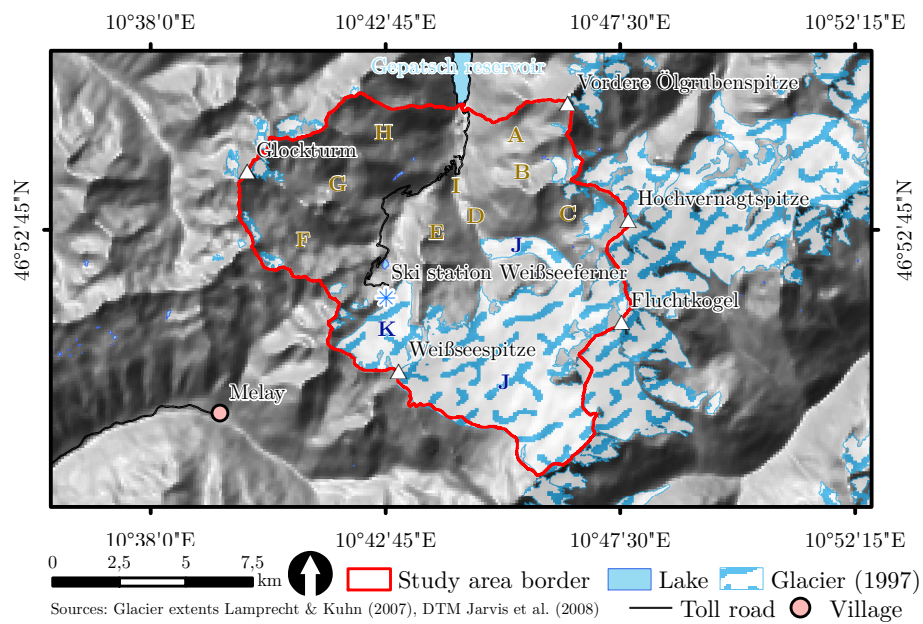 10°38'0"E 10°42'45"E 10°47'30"E 10°52'15"E
Gepatsch reservoir
Vordere Ölgrubenspitze
H
A
Glockturm
B
G
I
Hochvernagtspitze
C
D
46°52'45"N
46°52'45"N
E
F
J
Ski station Weißseeferner
Fluchtkogel
K
Weißseespitze
J
Melay
10°38'0"E 10°42'45"E 10°47'30"E 10°52'15"E
0 2,5 5 7,5
km
Study area border
Lake
Glacier (1997)
Sources: Glacier extents Lamprecht & Kuhn (2007), DTM Jarvis et al. (2008)
Toll road
Village